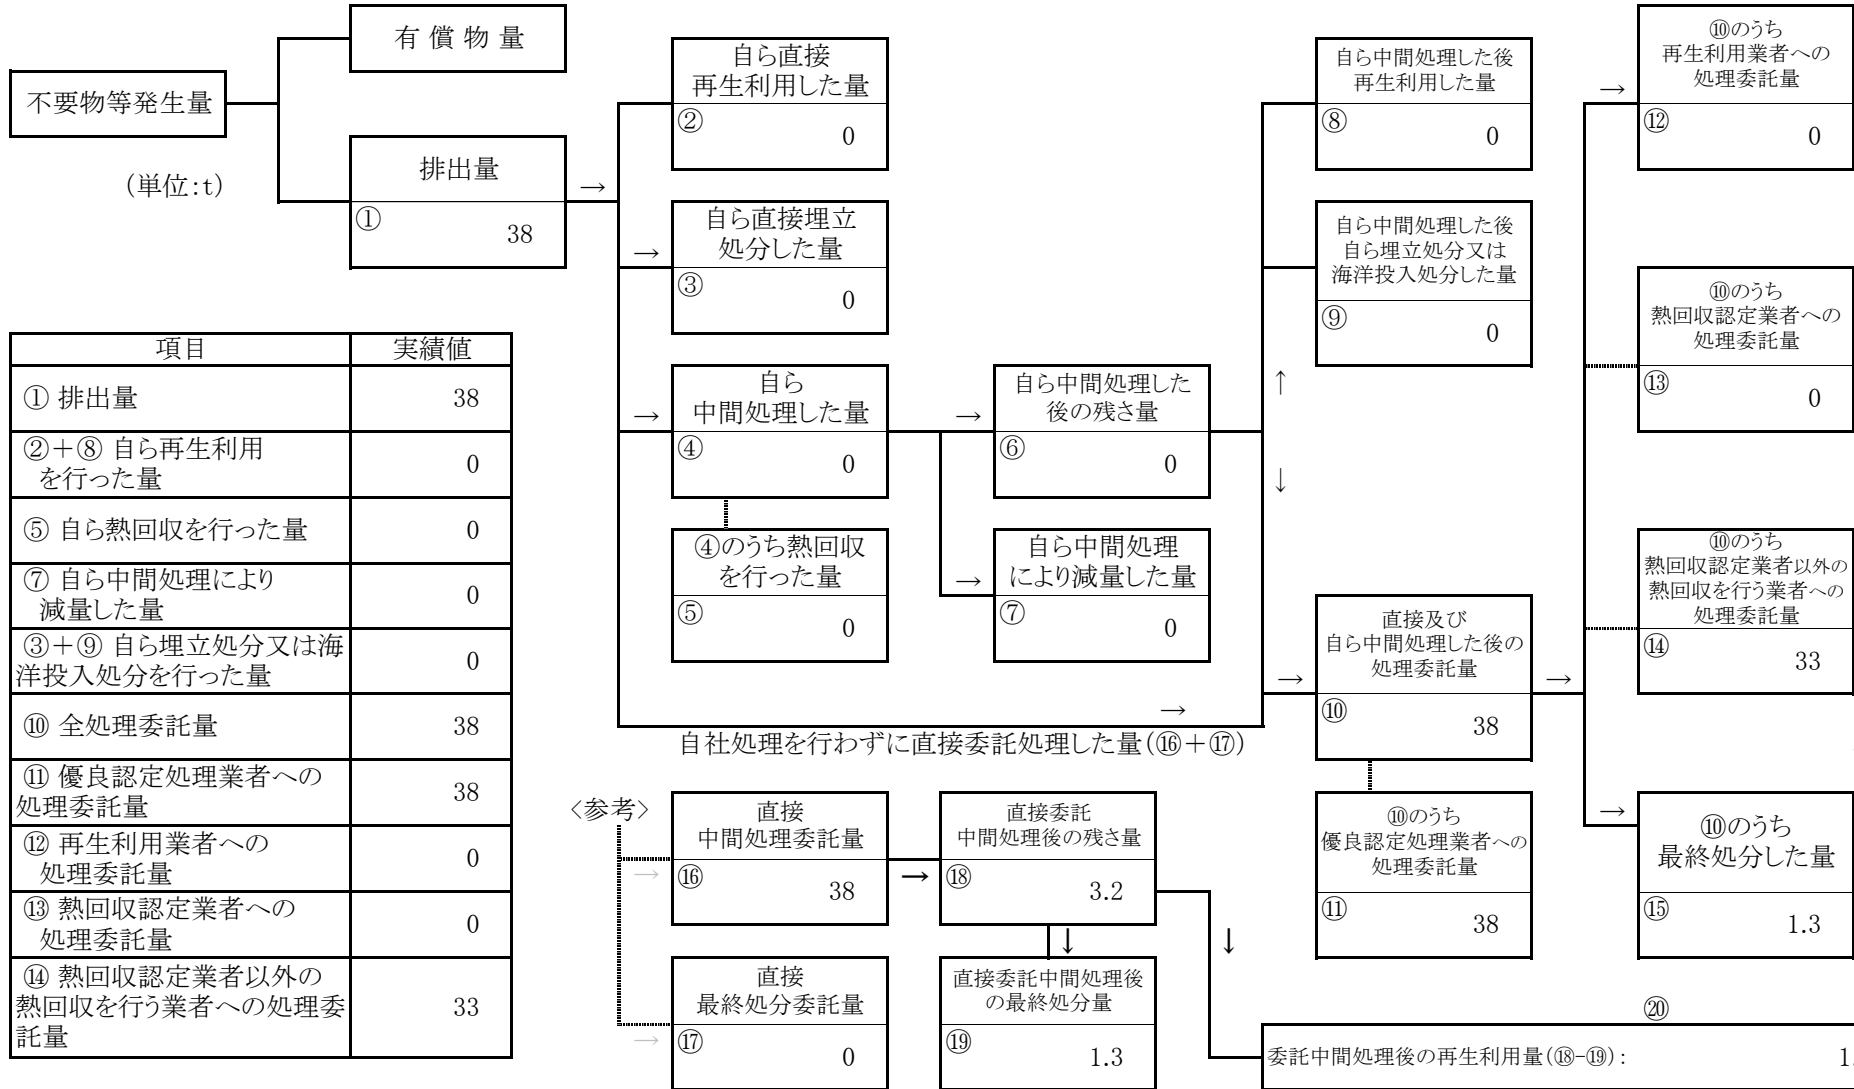 有 償 物 量
不要物等発生量
(単位:t)
排出量
①
38
→
項目 実績値
① 排出量 38
②+⑧ 自ら再生利用
を行った量 0
⑤ 自ら熱回収を行った量 0
⑦ 自ら中間処理により
減量した量 0
③+⑨ 自ら埋立処分又は海
洋投入処分を行った量 0
⑩ 全処理委託量 38
⑪ 優良認定処理業者への
処理委託量 38
⑫ 再生利用業者への
処理委託量 0
⑬ 熱回収認定業者への
処理委託量 0
⑭ 熱回収認定業者以外の
熱回収を行う業者への処理委
託量 33
自ら直接
再生利用した量
②
0
→
自ら直接埋立
処分した量
③
0
→
自ら
中間処理した量
④
0
④のうち熱回収
を行った量
⑤
0
→
自ら中間処理した
後の残さ量
⑥
0
→
自ら中間処理
により減量した量
⑦
0
→
自社処理を行わずに直接委託処理した量(⑯+⑰)
自ら中間処理した後
再生利用した量
⑧
0
自ら中間処理した後
自ら埋立処分又は
海洋投入処分した量
⑨
0
↑
↓
→
直接及び
自ら中間処理した後の
処理委託量
⑩
38
→
⑩のうち
優良認定処理業者への
処理委託量
⑪
38
→
⑩のうち
再生利用業者への
処理委託量
⑫
0
⑩のうち
熱回収認定業者への
処理委託量
⑬
0
⑩のうち
熱回収認定業者以外の
熱回収を行う業者への
処理委託量
⑭
33
→
⑩のうち
最終処分した量
⑮
1.3
<参考>
→
直接
中間処理委託量
⑯
38
→
直接委託
中間処理後の残さ量
⑱
3.2
↓
↓
→
直接
最終処分委託量
⑰
0
直接委託中間処理後
の最終処分量
⑲
1.3
⑳
委託中間処理後の再生利用量(⑱-⑲):